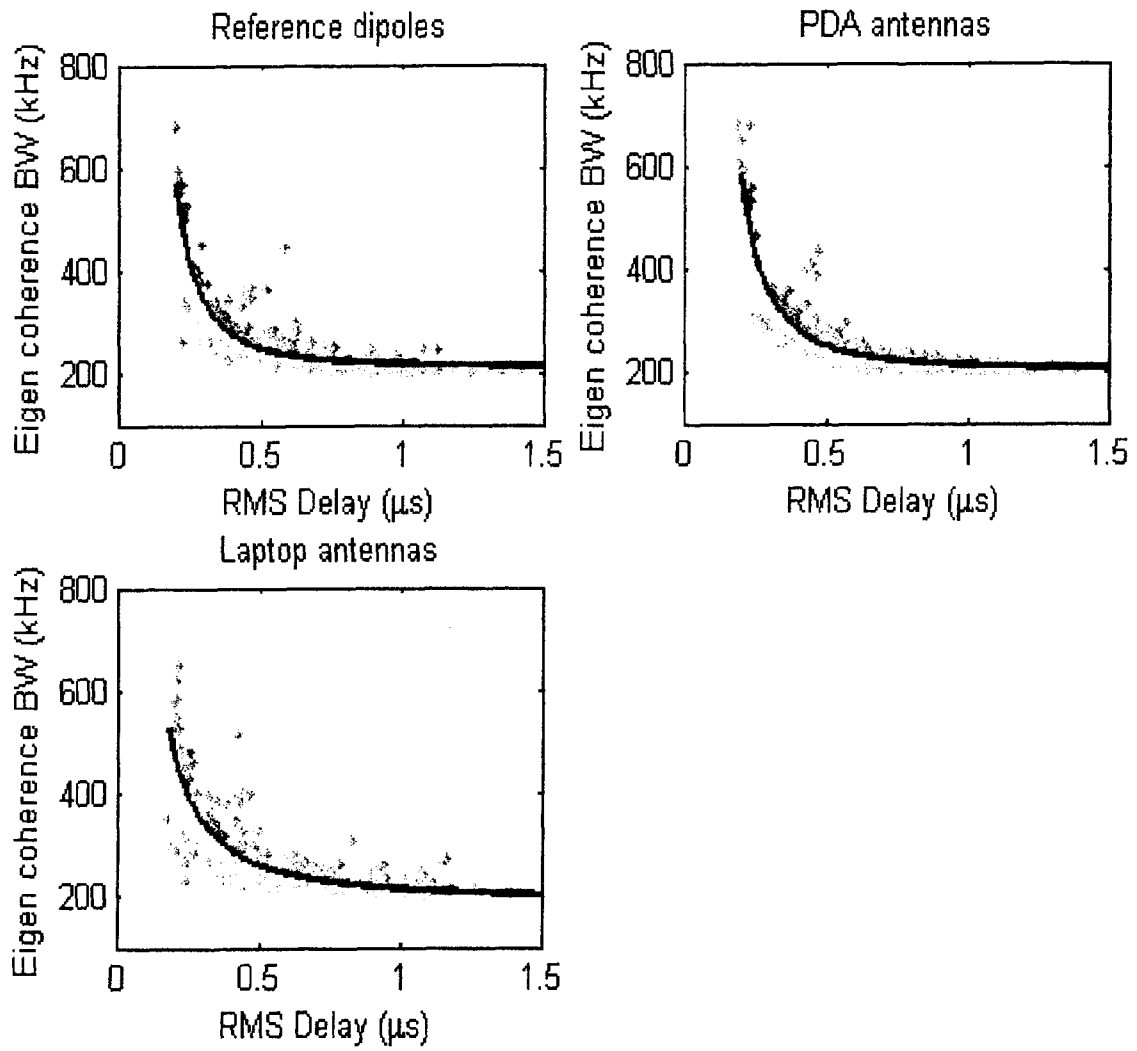 Reference dipoles
Eigen coherence BW (kHz)
800
600
400
200
0
0.5
1
1.5
RMS Delay (μs)
PDA antennas
Eigen coherence BW (kHz)
800
600
400
200
0
0.5
1
1.5
RMS Delay (μs)
Laptop antennas
Eigen coherence BW (kHz)
800
600
400
200
0
0.5
1
1.5
RMS Delay (μs)